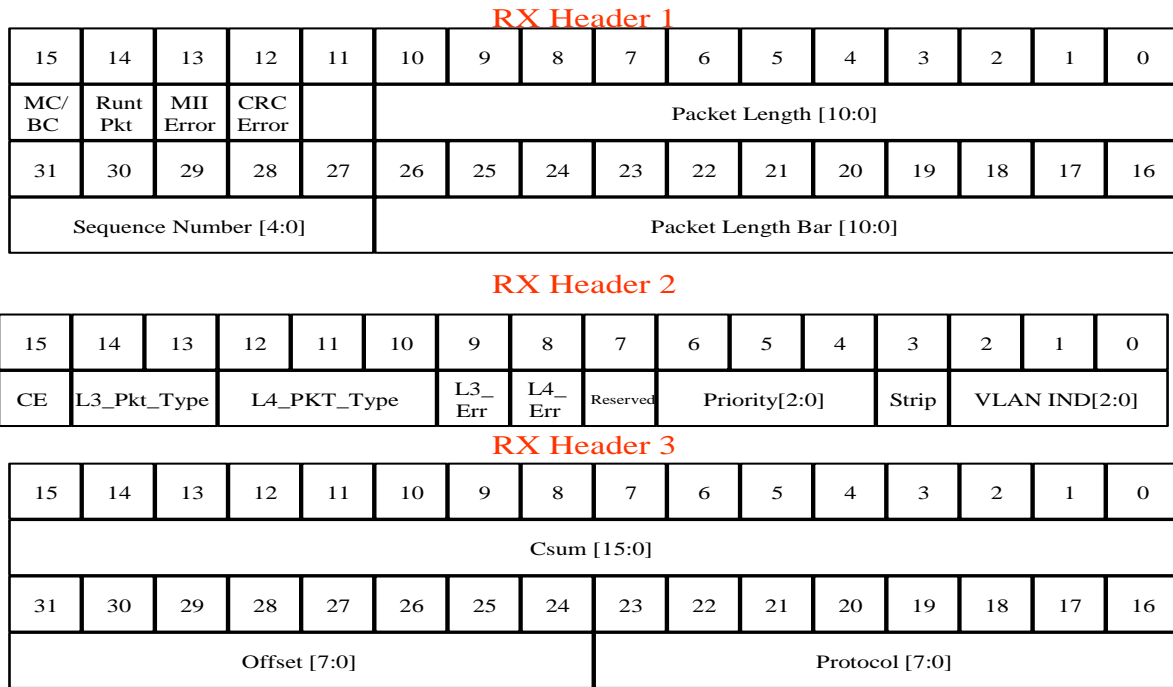 RX Header 1
15 14 13 12 11 10 9 8 7 6 5 4 3 2 1 0
MC/ BC Runt Pkt MII Error CRC Error Packet Length [10:0]
31 30 29 28 27 26 25 24 23 22 21 20 19 18 17 16
Sequence Number [4:0] Packet Length Bar [10:0]
RX Header 2
15 14 13 12 11 10 9 8 7 6 5 4 3 2 1 0
CE L3_Pkt_Type L4_PKT_Type L3_ Err L4_ Err Reserved Priority[2:0] Strip VLAN IND[2:0]
RX Header 3
15 14 13 12 11 10 9 8 7 6 5 4 3 2 1 0
Csum [15:0]
31 30 29 28 27 26 25 24 23 22 21 20 19 18 17 16
Offset [7:0] Protocol [7:0]